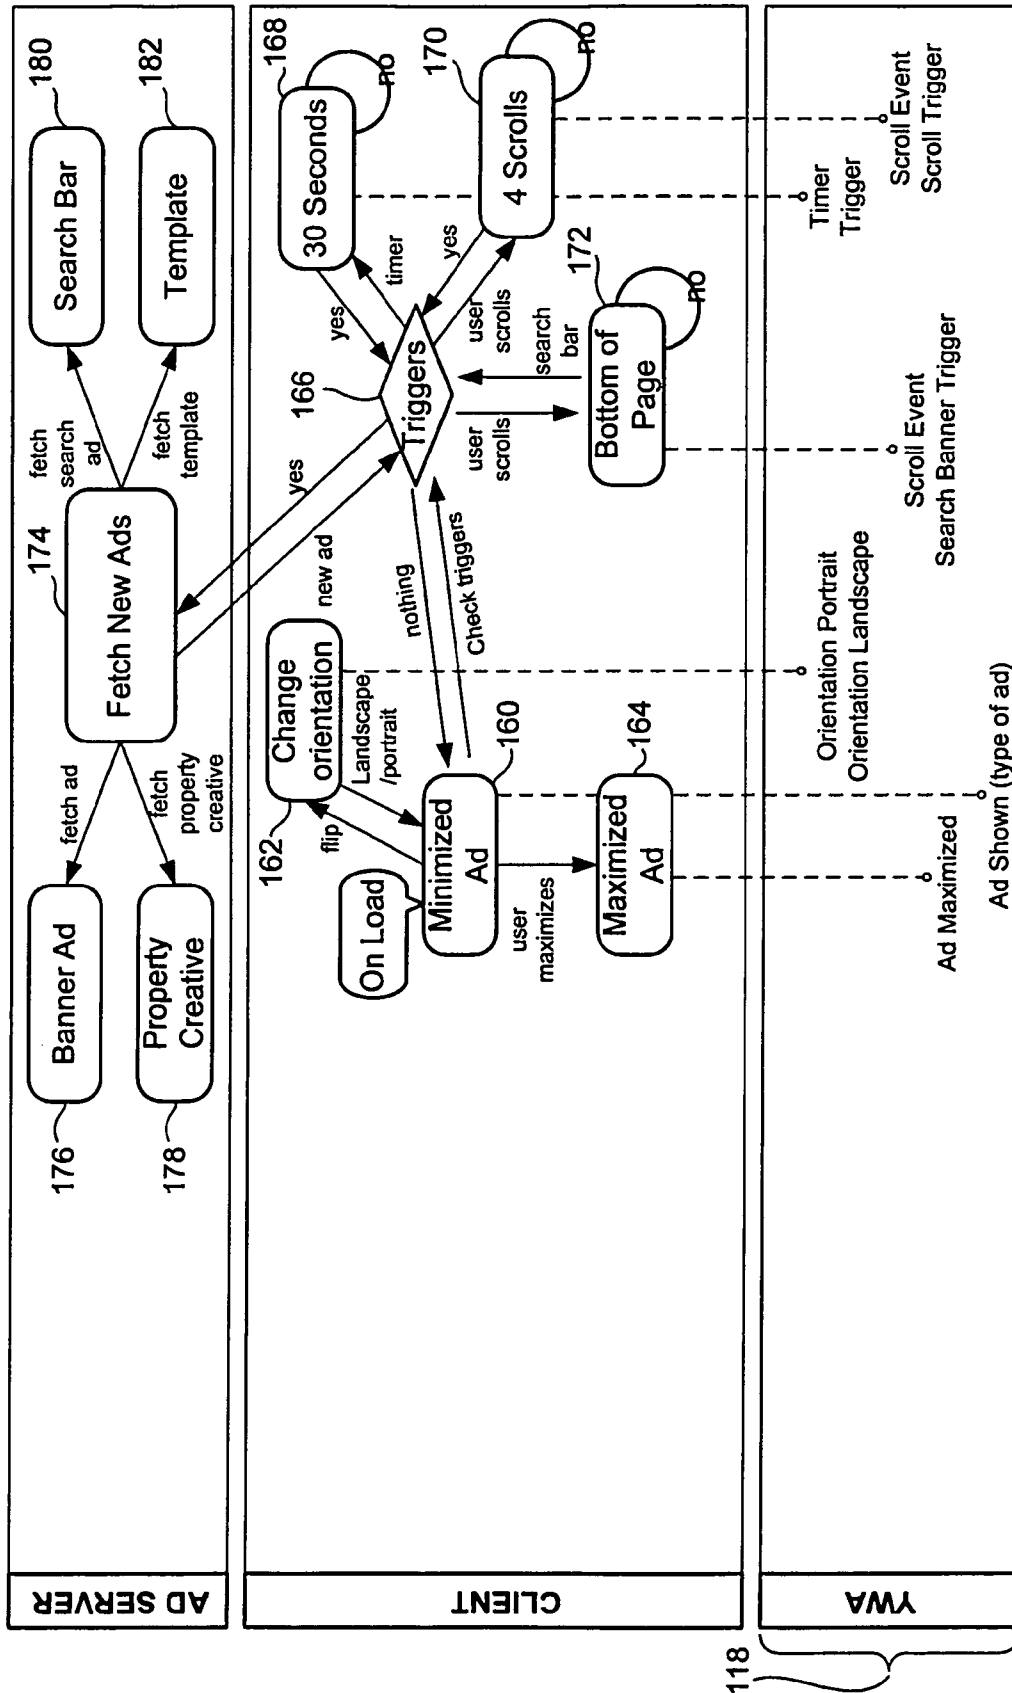 AD SERVER
176
Banner Ad
178
Property
Creative
fetch ad
fetch
property
creative
174
Fetch New Ads
fetch
search
ad
fetch
template
180
Search Bar
182
Template
CLIENT
On Load
162
Change
orientation
flip
Landscape
/portrait
new ad
yes
Minimized
Ad
160
user
maximizes
Maximized
Ad
164
nothing
Check triggers
166
Triggers
yes
timer
30 Seconds
168
no
yes
user
scrolls
4 Scrolls
170
no
user
scrolls
search
bar
Bottom of
Page
172
no
118
YWA
Ad Maximized
Ad Shown (type of ad)
Orientation Portrait
Orientation Landscape
Scroll Event
Search Banner Trigger
Timer
Trigger
Scroll Event
Scroll Trigger